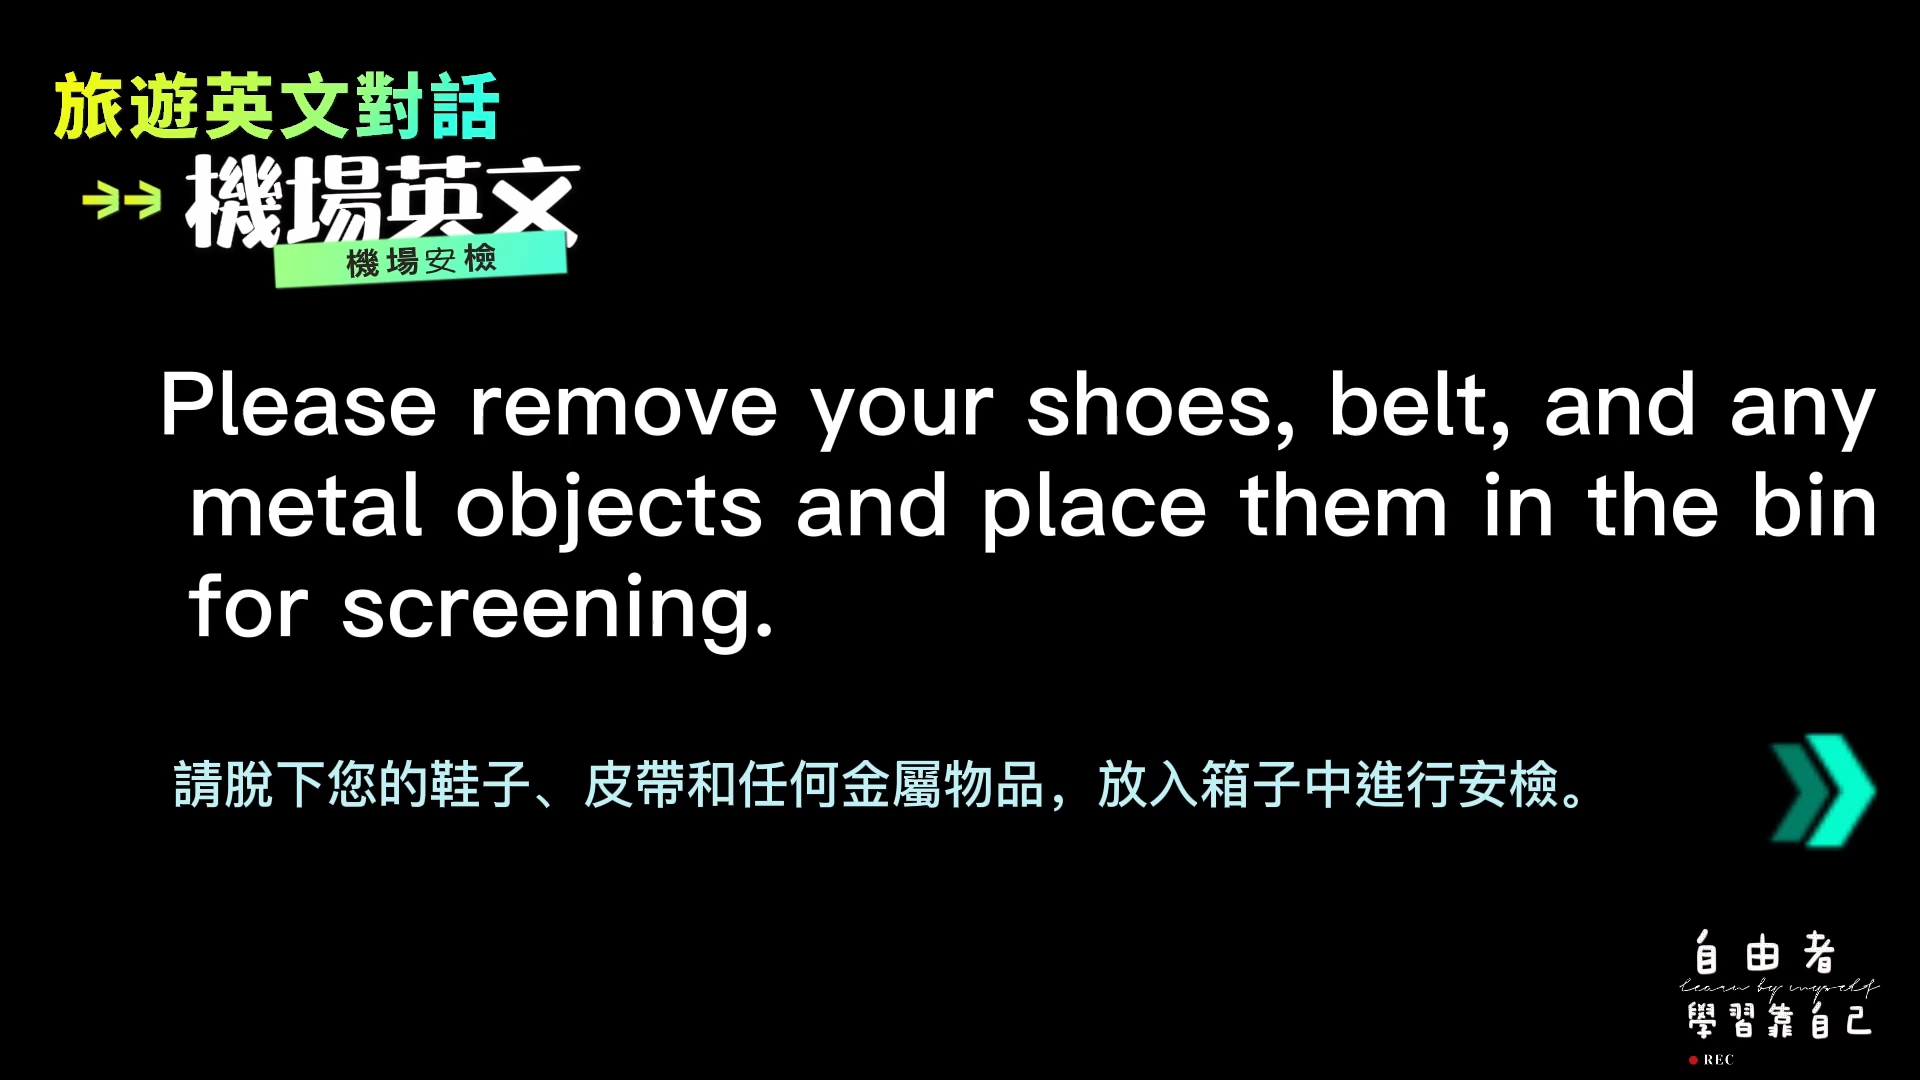 旅遊英文對話
機場英文
機場安檢
Please remove your shoes, belt, and any
metal objects and place them in the bin
for screening.
請脫下您的鞋子、皮帶和任何金屬物品，放入箱子中進行安檢。
自由者
learn by myself
學習靠自己
REC